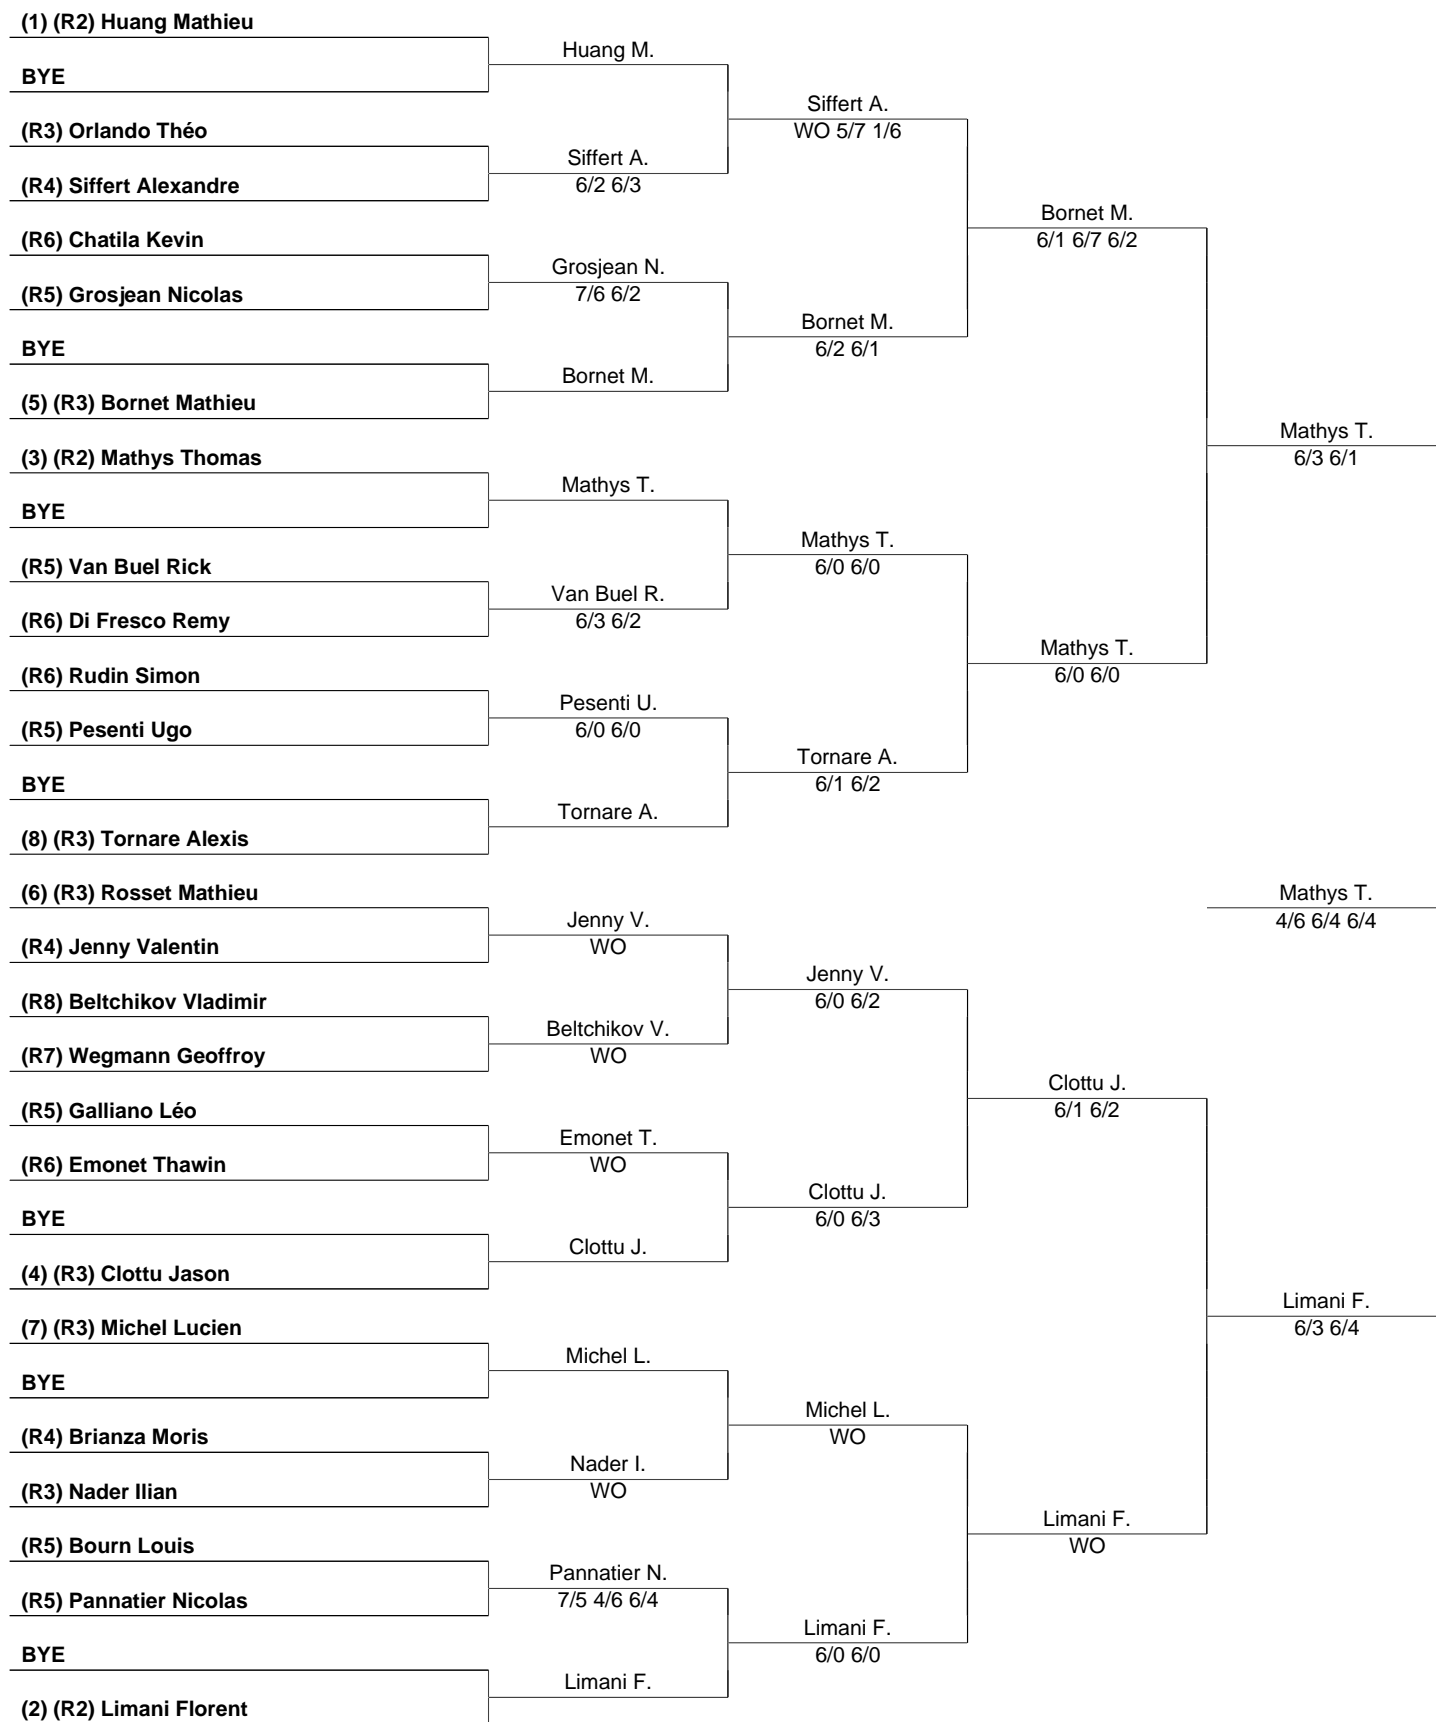 (1) (R2) Huang Mathieu
Huang M.
BYE
Siffert A.
WO 5/7 1/6
(R3) Orlando Théo
Siffert A.
6/2 6/3
(R4) Siffert Alexandre
Bornet M.
6/1 6/7 6/2
(R6) Chatila Kevin
Grosjean N.
7/6 6/2
(R5) Grosjean Nicolas
Bornet M.
6/2 6/1
BYE
Bornet M.
(5) (R3) Bornet Mathieu
Mathys T.
6/3 6/1
(3) (R2) Mathys Thomas
Mathys T.
BYE
Mathys T.
6/0 6/0
(R5) Van Buel Rick
Van Buel R.
6/3 6/2
(R6) Di Fresco Remy
Mathys T.
6/0 6/0
(R6) Rudin Simon
Pesenti U.
6/0 6/0
(R5) Pesenti Ugo
Tornare A.
6/1 6/2
BYE
Tornare A.
(8) (R3) Tornare Alexis
(6) (R3) Rosset Mathieu
Mathys T.
4/6 6/4 6/4
Jenny V.
WO
(R4) Jenny Valentin
Jenny V.
6/0 6/2
(R8) Beltchikov Vladimir
Beltchikov V.
WO
(R7) Wegmann Geoffroy
Clottu J.
6/1 6/2
(R5) Galliano Léo
Emonet T.
WO
(R6) Emonet Thawin
Clottu J.
6/0 6/3
BYE
Clottu J.
(4) (R3) Clottu Jason
Limani F.
6/3 6/4
(7) (R3) Michel Lucien
Michel L.
BYE
Michel L.
WO
(R4) Brianza Moris
Nader I.
WO
(R3) Nader Ilian
Limani F.
WO
(R5) Bourn Louis
Pannatier N.
7/5 4/6 6/4
(R5) Pannatier Nicolas
Limani F.
6/0 6/0
BYE
Limani F.
(2) (R2) Limani Florent